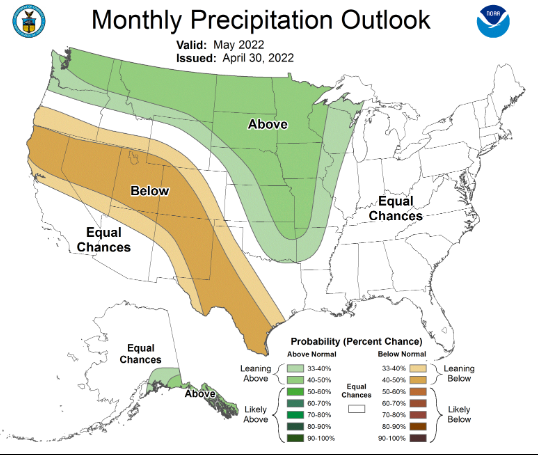 Monthly Precipitation Outlook
NOAA
Valid: May 2022
Issued: April 30, 2022
Above
Below
Equal
Chances
Equal
Chances
Equal
Chances
Above
Probability (Percent Chance)
Above Normal
Below Normal
Leaning
Above
33-40%
40-50%
Likely
Above
50-60%
60-70%
70-80%
80-90%
90-100%
Equal
Chances
33-40%
40-50%
Leaning
Below
50-60%
60-70%
70-80%
80-90%
90-100%
Likely
Below